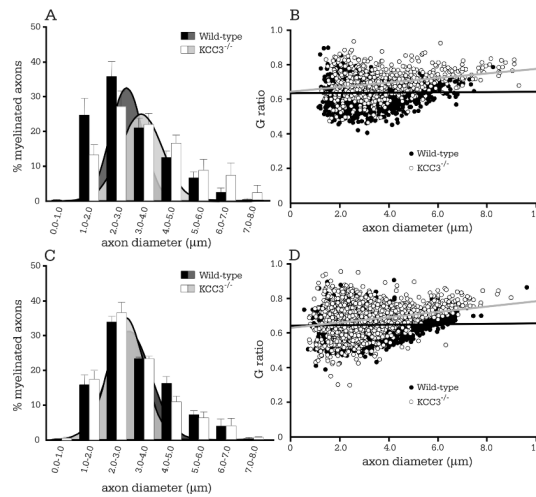 A
50
40
30
20
10
0
% myelinated axons
Wild-type
KCC3-/-
0.0-1.0
1.0-2.0
2.0-3.0
3.0-4.0
4.0-5.0
5.0-6.0
6.0-7.0
7.0-8.0
axon diameter (μm)
B
1.0
0.8
0.6
0.4
0.2
G ratio
Wild-type
KCC3-/-
0
2.0
4.0
6.0
8.0
10
axon diameter (μm)
C
50
40
30
20
10
0
% myelinated axons
Wild-type
KCC3-/-
0.0-1.0
1.0-2.0
2.0-3.0
3.0-4.0
4.0-5.0
5.0-6.0
6.0-7.0
7.0-8.0
axon diameter (μm)
D
1.0
0.8
0.6
0.4
0.2
0.0
G ratio
Wild-type
KCC3-/-
0
2.0
4.0
6.0
8.0
10
axon diameter (μm)